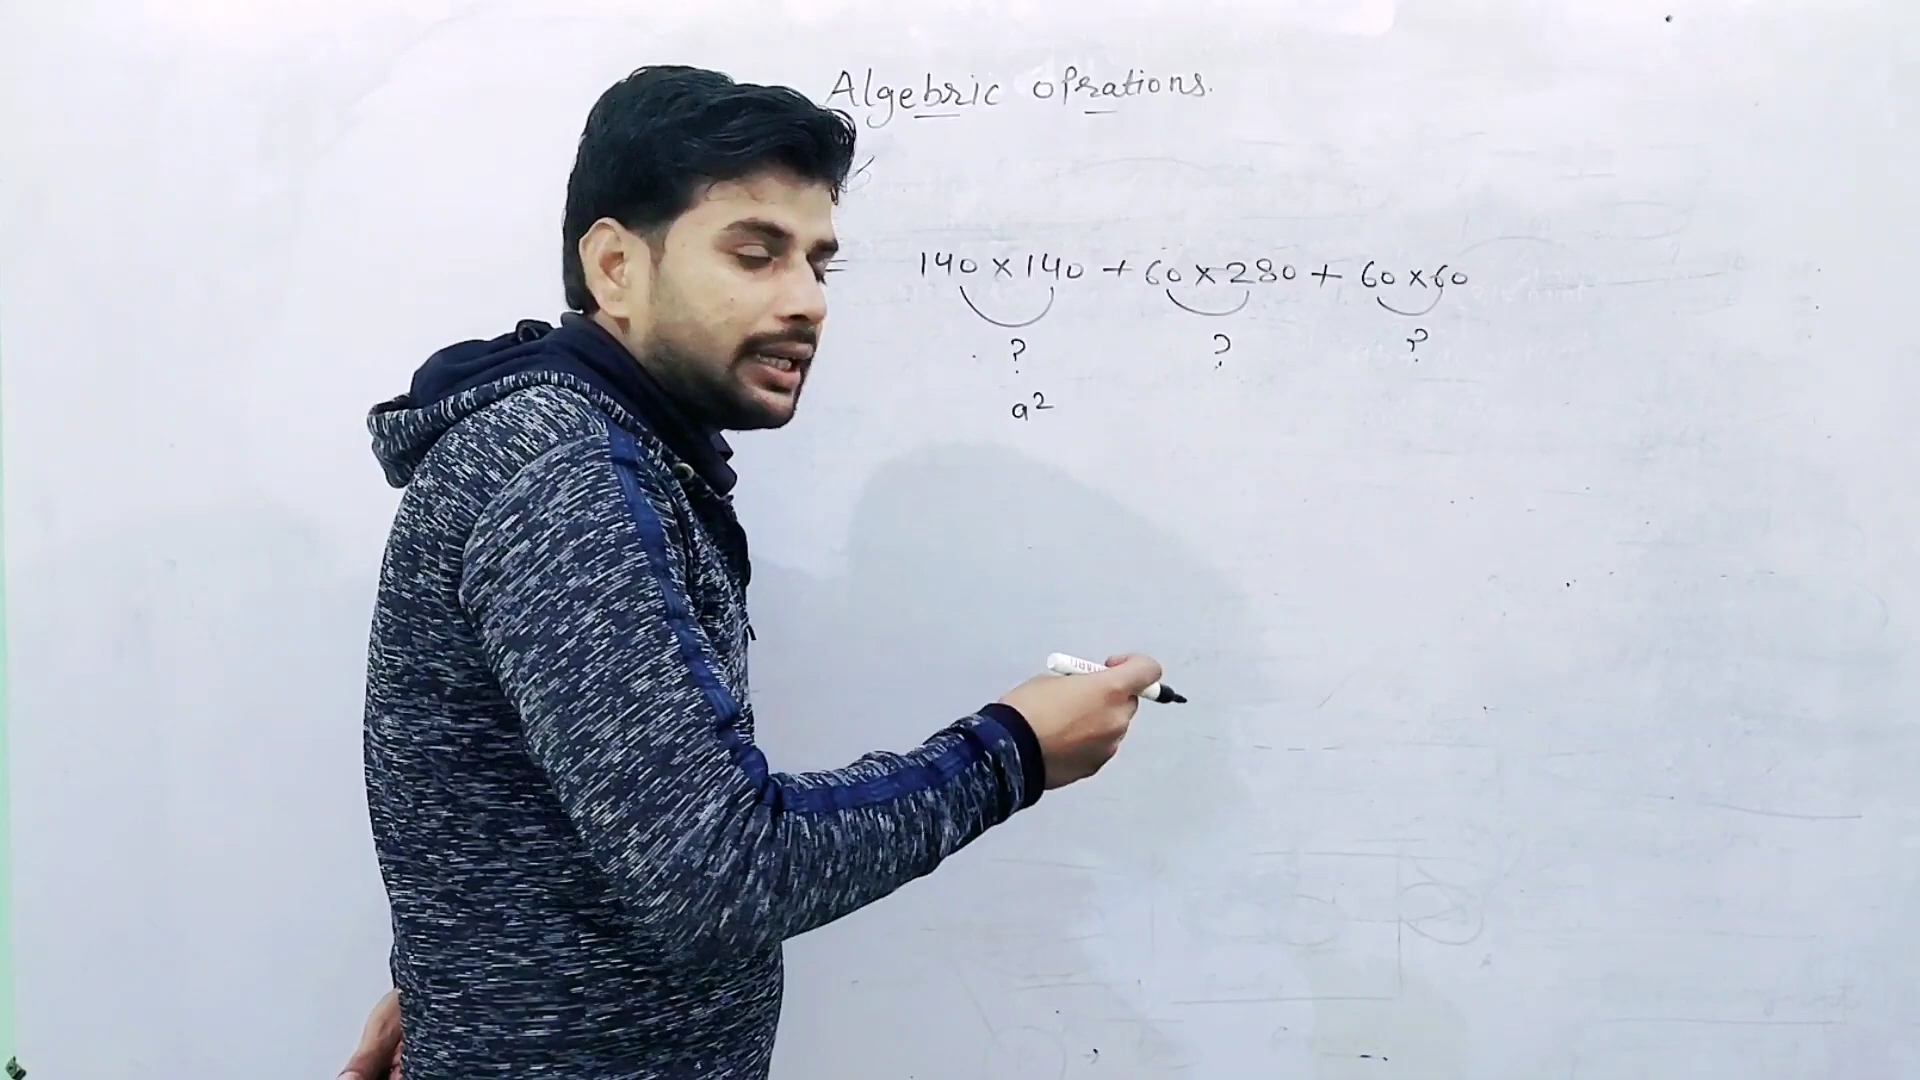 Algebric oprations.
= 140 × 140 + 60 × 280 + 60 × 60
? ? ?
a²